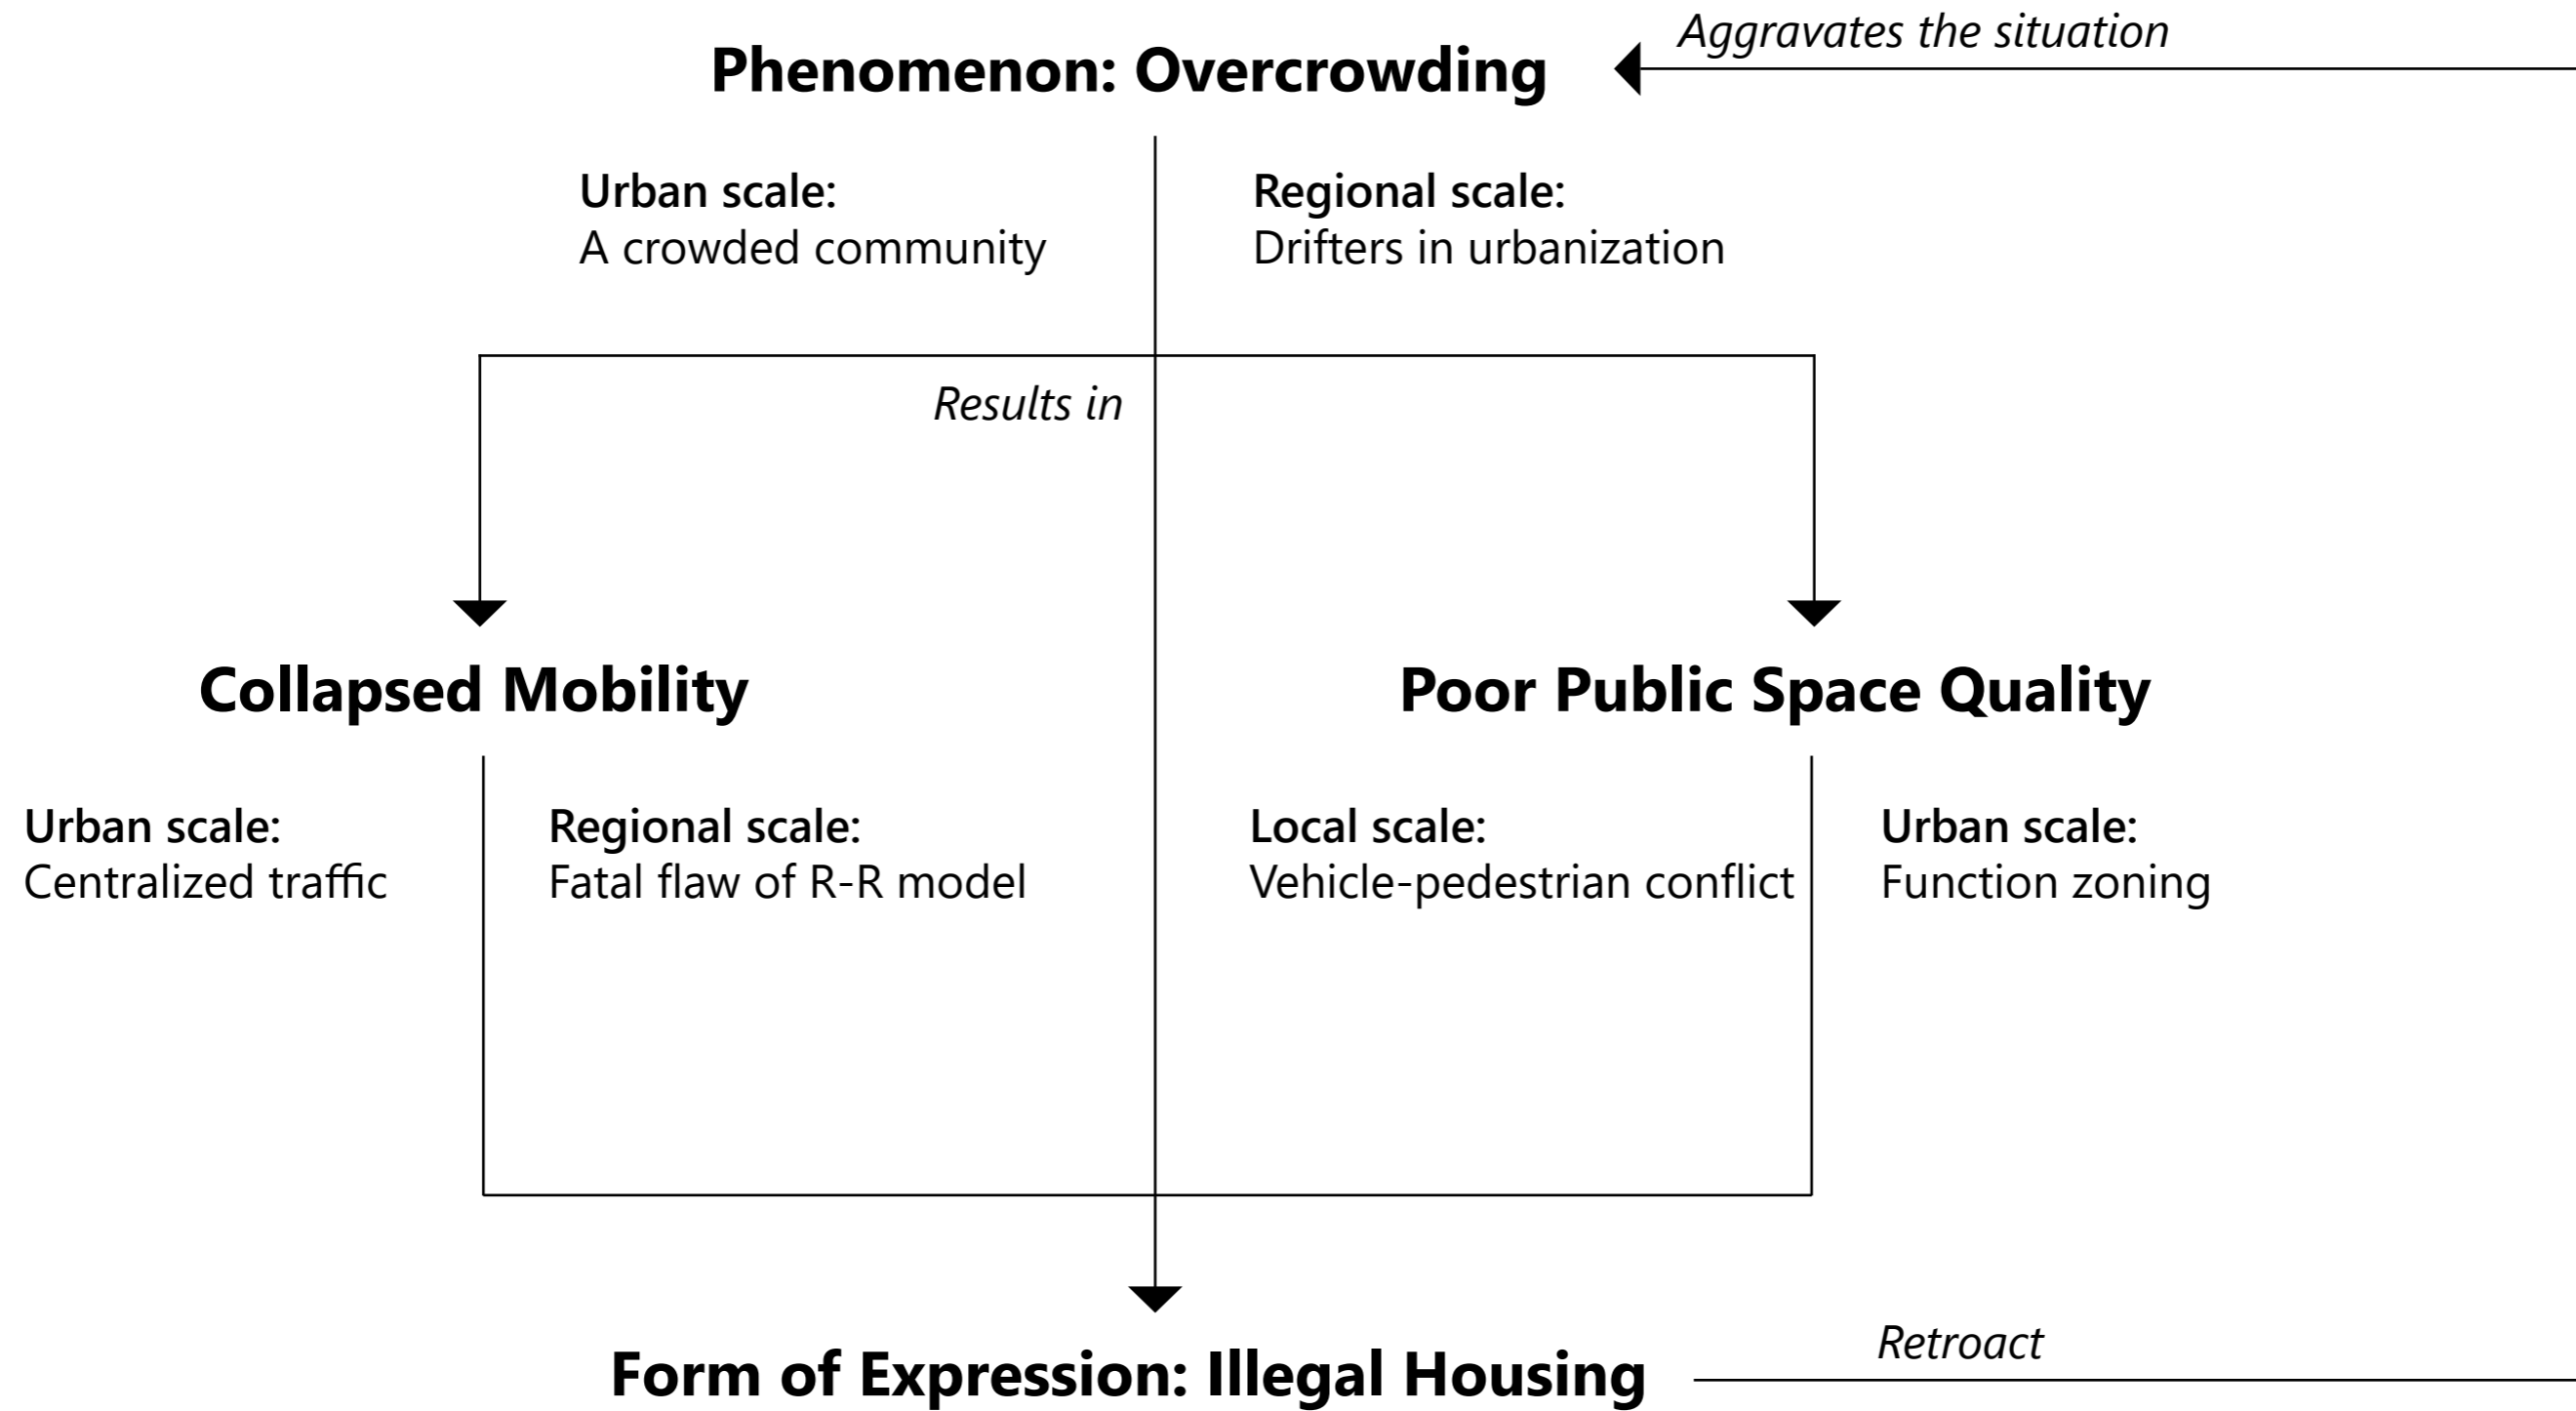 Aggravates the situation
Phenomenon: Overcrowding
Urban scale:
A crowded community
Regional scale:
Drifters in urbanization
Results in
Collapsed Mobility
Poor Public Space Quality
Urban scale:
Centralized traffic
Regional scale:
Fatal flaw of R-R model
Local scale:
Vehicle-pedestrian conflict
Urban scale:
Function zoning
Retroact
Form of Expression: Illegal Housing